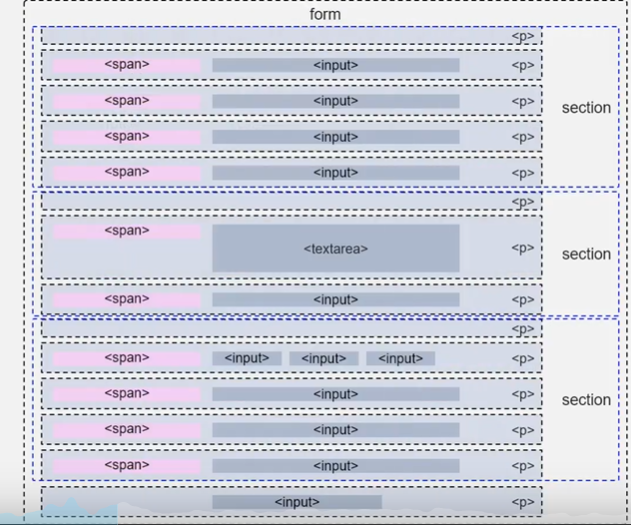 form
<p>
<span> <input> <p>
<span> <input> <p>
section
<span> <input> <p>
<span> <input> <p>
<p>
<span>
<textarea> <p>
section
<span> <input> <p>
<p>
<span> <input> <input> <input> <p>
<span> <input> <p>
section
<span> <input> <p>
<span> <input> <p>
<input> <p>